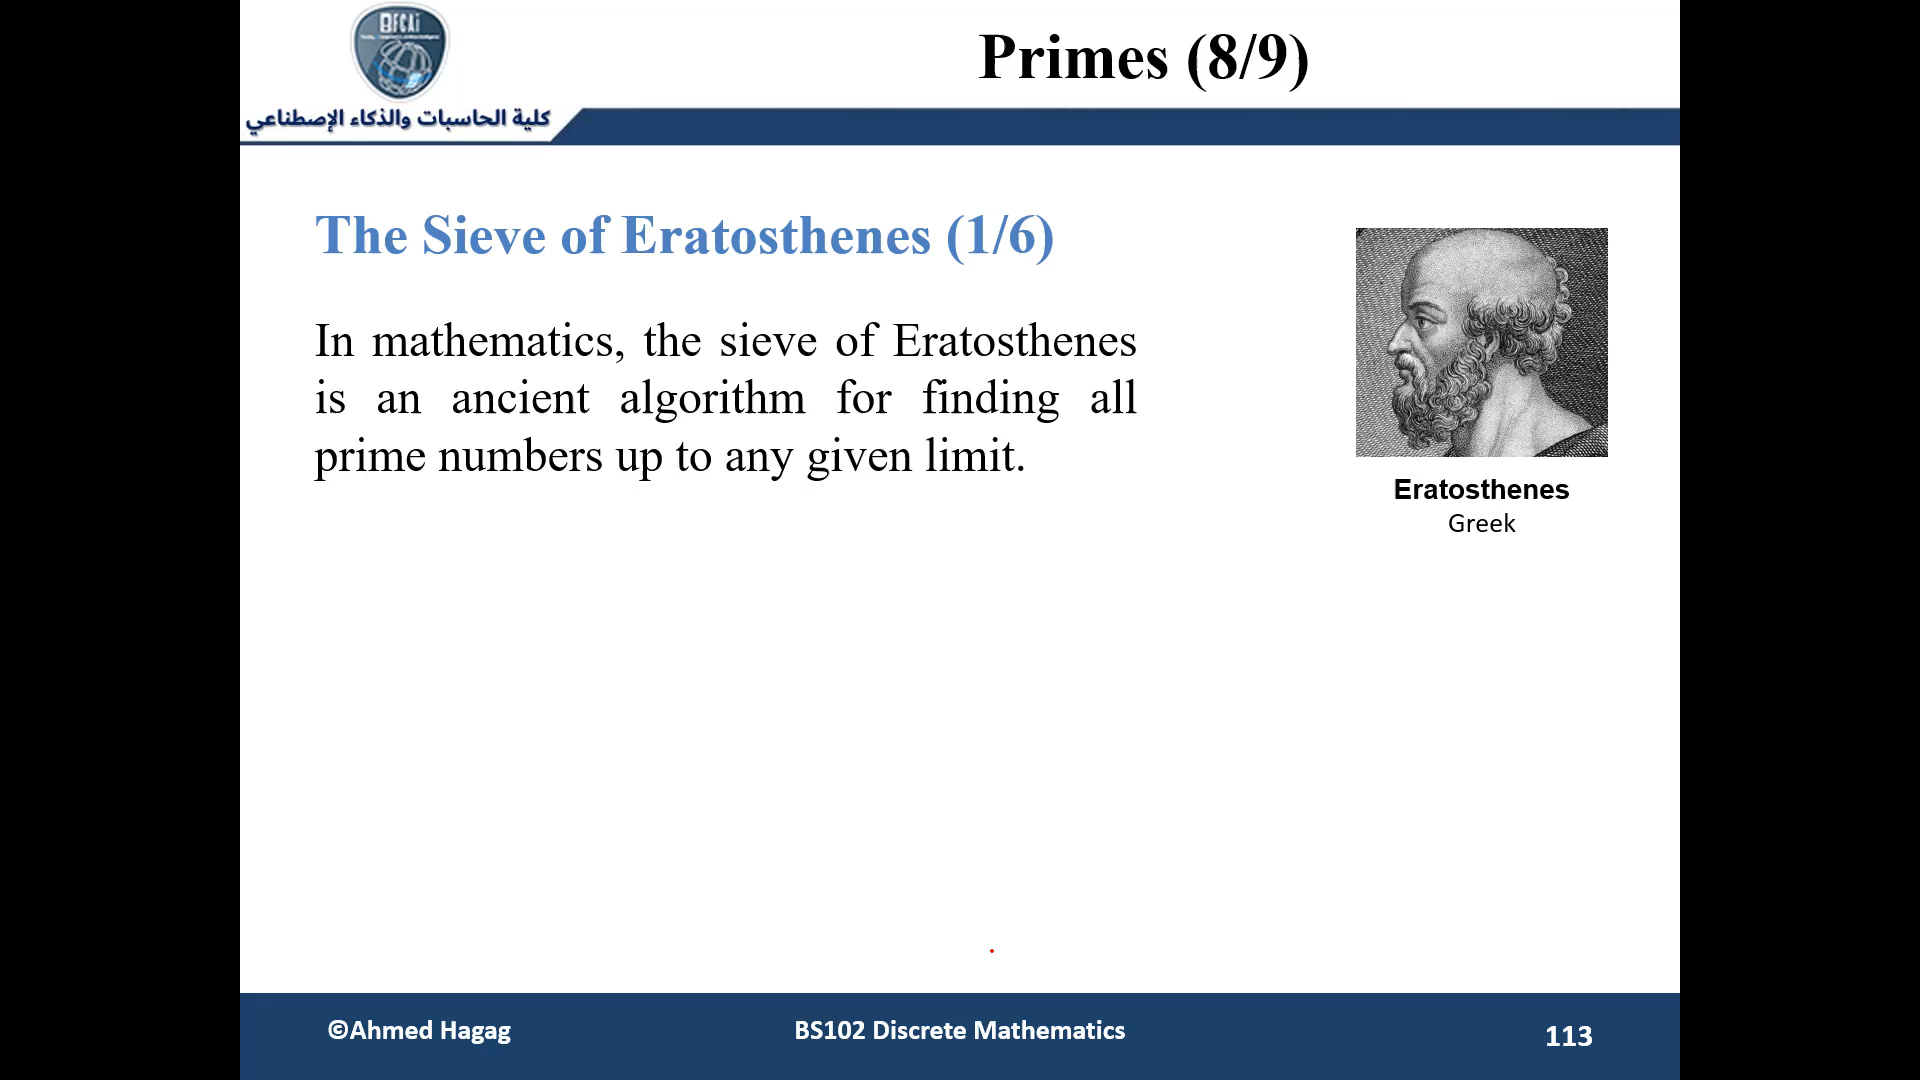 BFCAi
Primes (8/9)
كلية الحاسبات والذكاء الإصطناعي
The Sieve of Eratosthenes (1/6)
In mathematics, the sieve of Eratosthenes
is an ancient algorithm for finding all
prime numbers up to any given limit.
Eratosthenes
Greek
©Ahmed Hagag
BS102 Discrete Mathematics
113